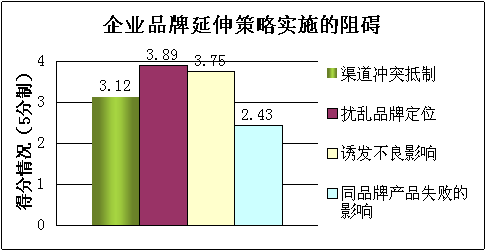 企业品牌延伸策略实施的阻碍
得分情况（5分制）
4
3
2
1
0
3.12
3.89
3.75
2.43
渠道冲突抵制
扰乱品牌定位
诱发不良影响
同品牌产品失败的
影响